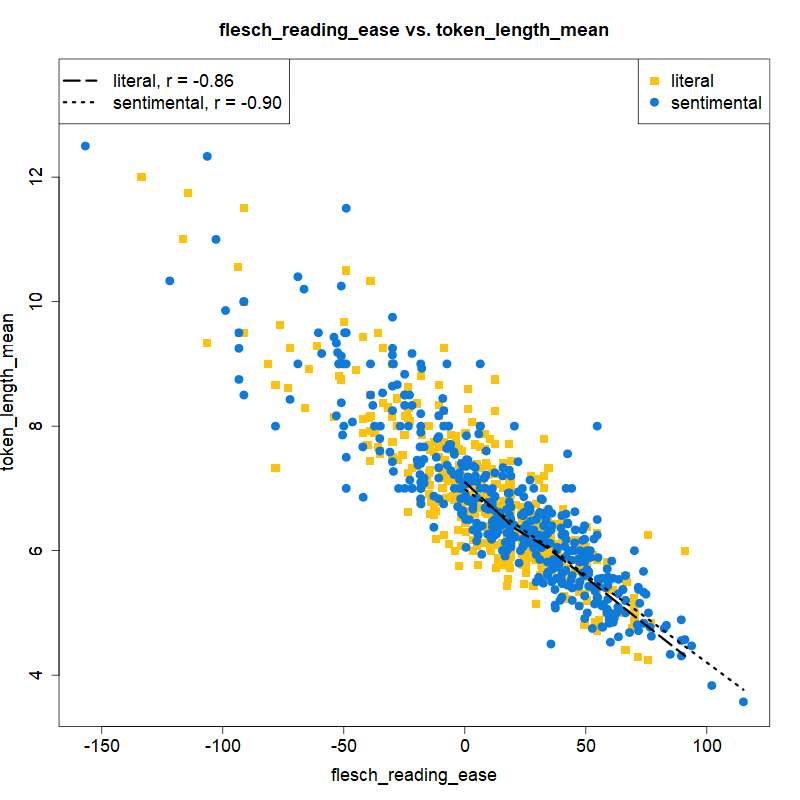 flesch_reading_ease vs. token_length_mean
literal, r = -0.86
sentimental, r = -0.90
literal
sentimental
token_length_mean
12
10
8
6
4
-150
-100
-50
0
50
100
flesch_reading_ease